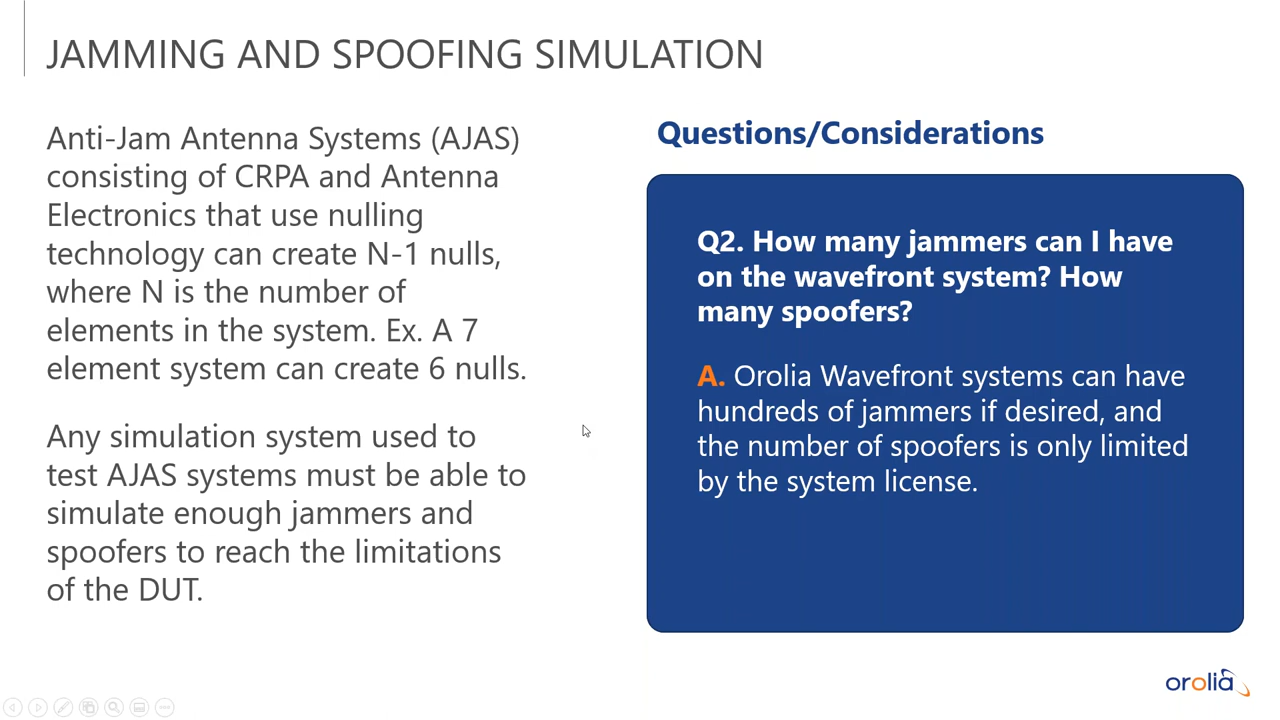 JAMMING AND SPOOFING SIMULATION
Anti-Jam Antenna Systems (AJAS)
consisting of CRPA and Antenna
Electronics that use nulling
technology can create N-1 nulls,
where N is the number of
elements in the system. Ex. A 7
element system can create 6 nulls.
Any simulation system used to
test AJAS systems must be able to
simulate enough jammers and
spoofers to reach the limitations
of the DUT.
Questions/Considerations
Q2. How many jammers can I have
on the wavefront system? How
many spoofers?
A. Orolia Wavefront systems can have
hundreds of jammers if desired, and
the number of spoofers is only limited
by the system license.
orolia